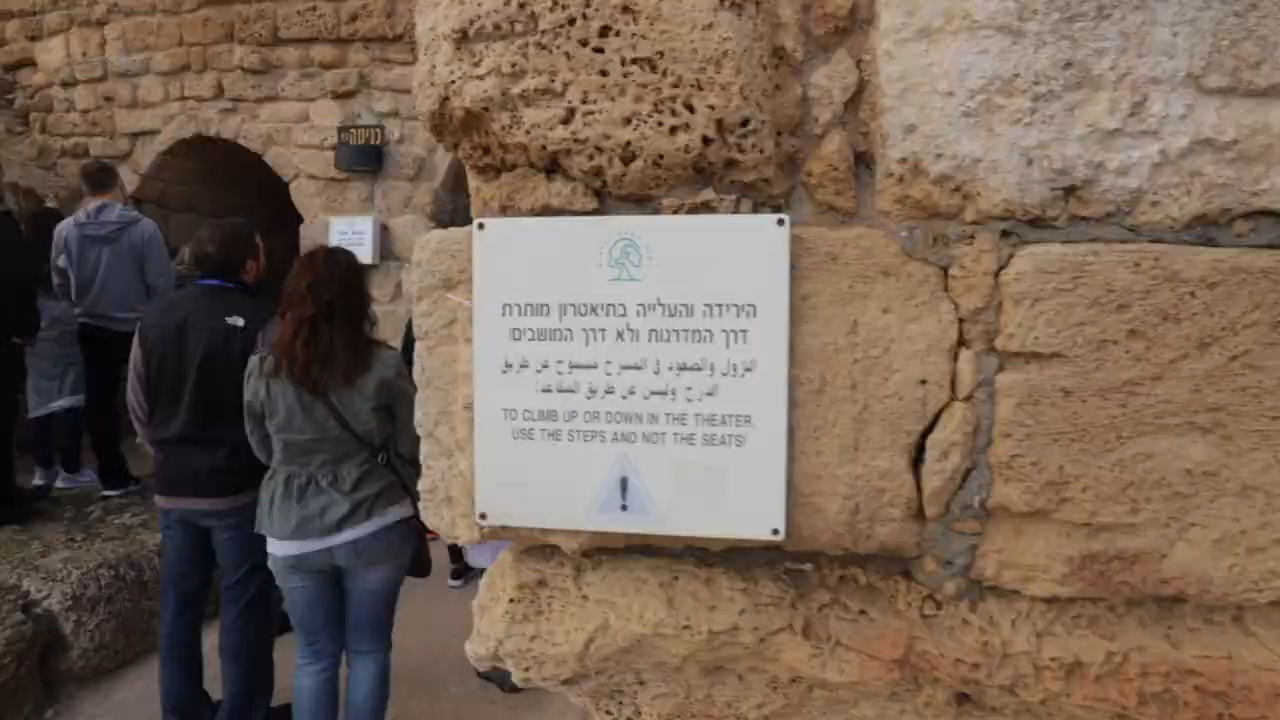 כניסה
הירידה והעלייה בתיאטרון מותרת
דרך המדרגות ולא דרך המושבים!
النزول والصعود في المسرح مسموح عن طريق
الدرج وليس عن طريق المقاعد!
TO CLIMB UP OR DOWN IN THE THEATER,
USE THE STEPS AND NOT THE SEATS!